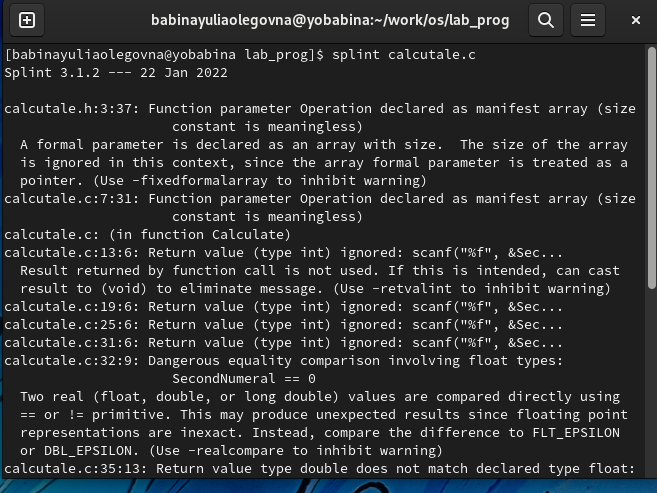 babinayuliaolegovna@yobabina:~/work/os/lab_prog
[babinayuliaolegovna@yobabina lab_prog]$ splint calcutale.c
Splint 3.1.2 --- 22 Jan 2022
calcutale.h:3:37: Function parameter Operation declared as manifest array (size
constant is meaningless)
A formal parameter is declared as an array with size.  The size of the array
is ignored in this context, since the array formal parameter is treated as a
pointer. (Use -fixedformalarray to inhibit warning)
calcutale.c:7:31: Function parameter Operation declared as manifest array (size
constant is meaningless)
calcutale.c: (in function Calculate)
calcutale.c:13:6: Return value (type int) ignored: scanf("%f", &Sec...
Result returned by function call is not used. If this is intended, can cast
result to (void) to eliminate message. (Use -retvalint to inhibit warning)
calcutale.c:19:6: Return value (type int) ignored: scanf("%f", &Sec...
calcutale.c:25:6: Return value (type int) ignored: scanf("%f", &Sec...
calcutale.c:31:6: Return value (type int) ignored: scanf("%f", &Sec...
calcutale.c:32:9: Dangerous equality comparison involving float types:
SecondNumeral == 0
Two real (float, double, or long double) values are compared directly using
== or != primitive. This may produce unexpected results since floating point
representations are inexact. Instead, compare the difference to FLT_EPSILON
or DBL_EPSILON. (Use -realcompare to inhibit warning)
calcutale.c:35:13: Return value type double does not match declared type float: